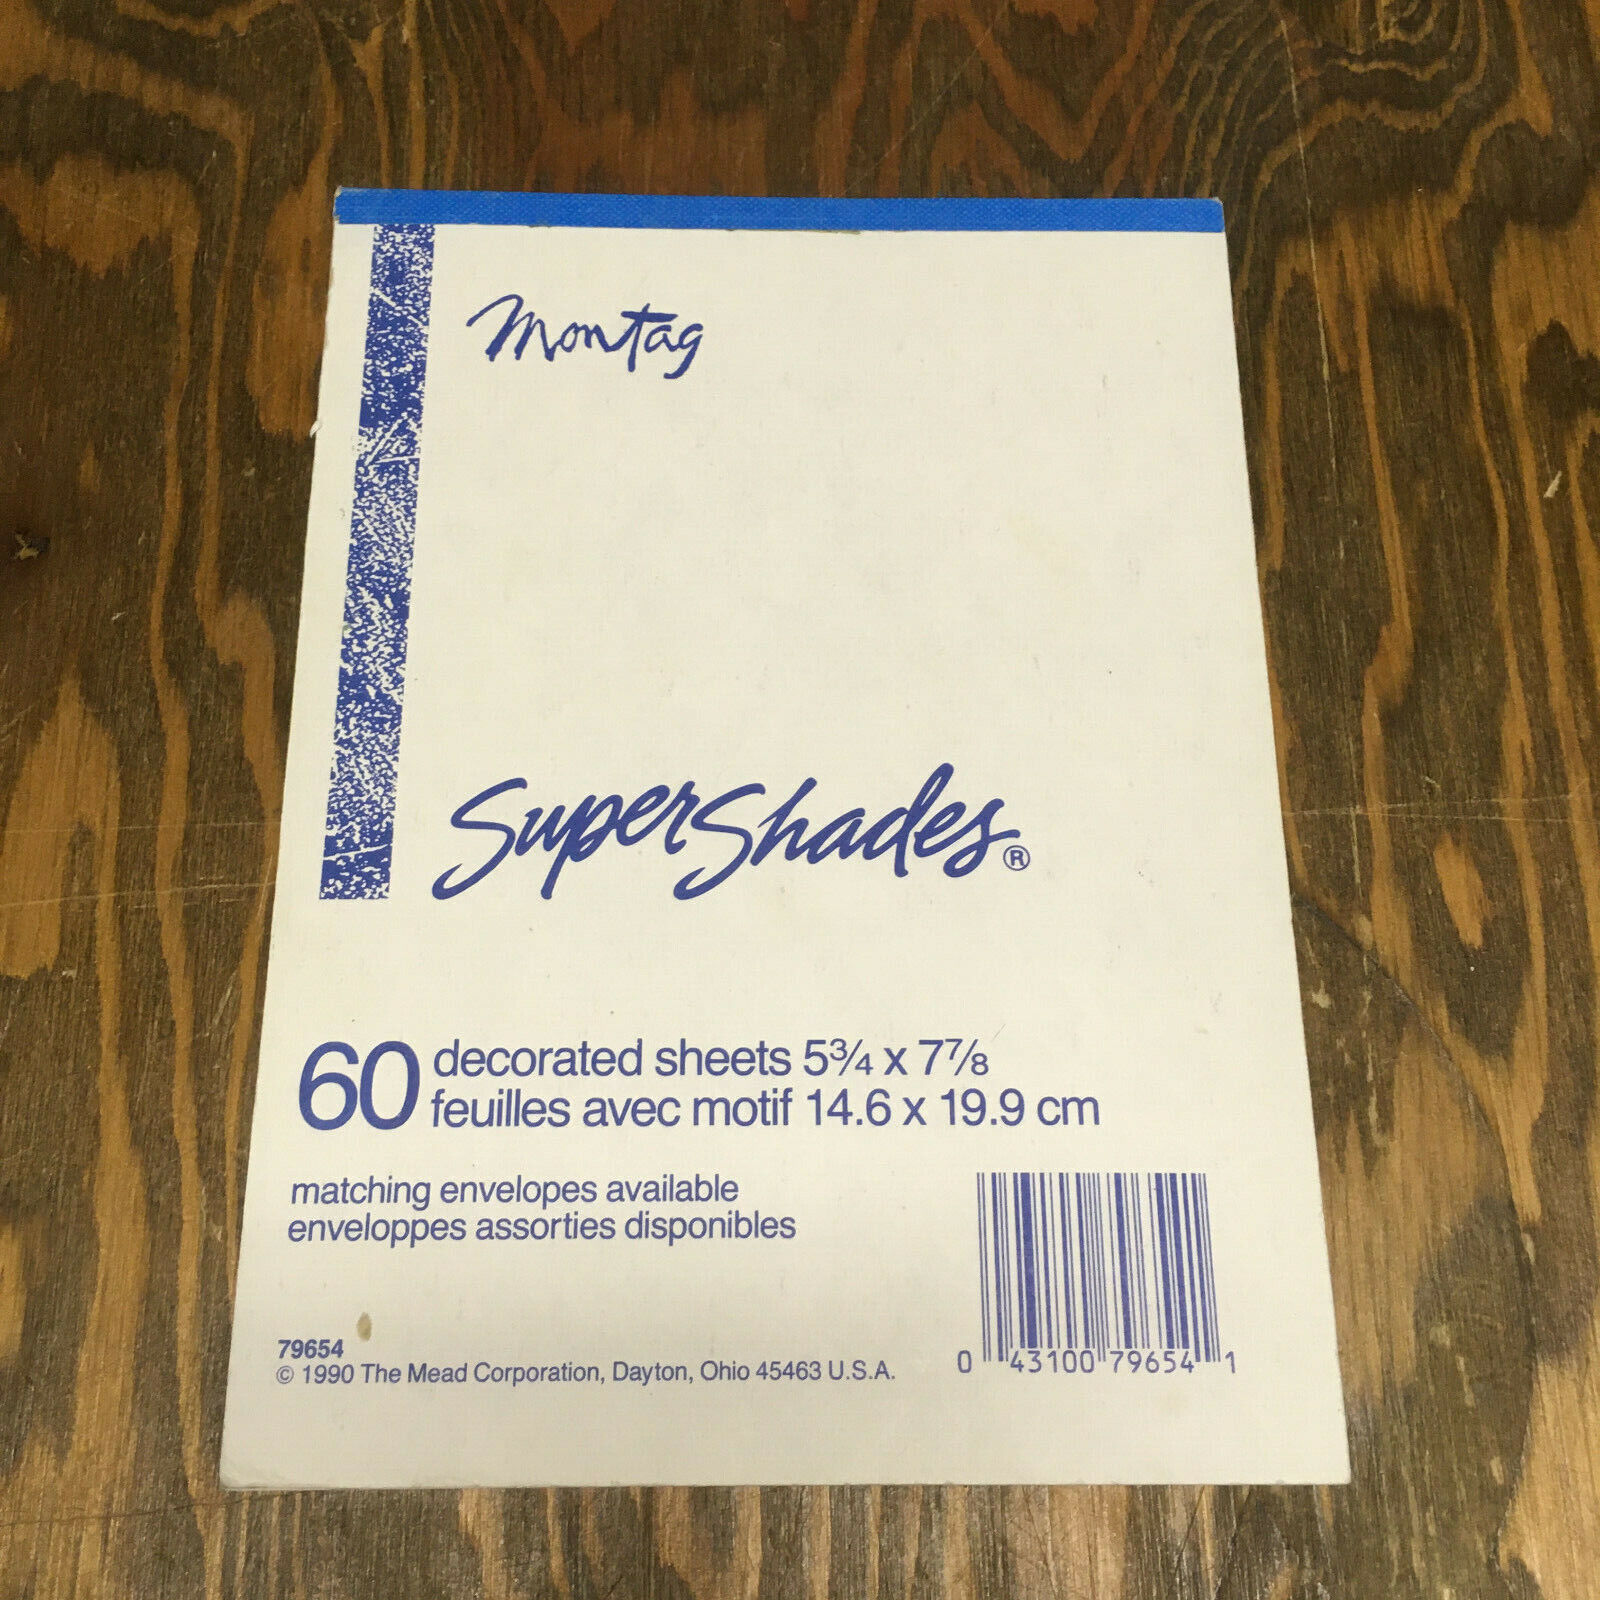 Montag
SuperShades®
60 decorated sheets 5¾ x 7⅞
feuilles avec motif 14.6 x 19.9 cm
matching envelopes available
enveloppes assorties disponibles
79654
© 1990 The Mead Corporation, Dayton, Ohio 45463 U.S.A.
0 43100 79654 1